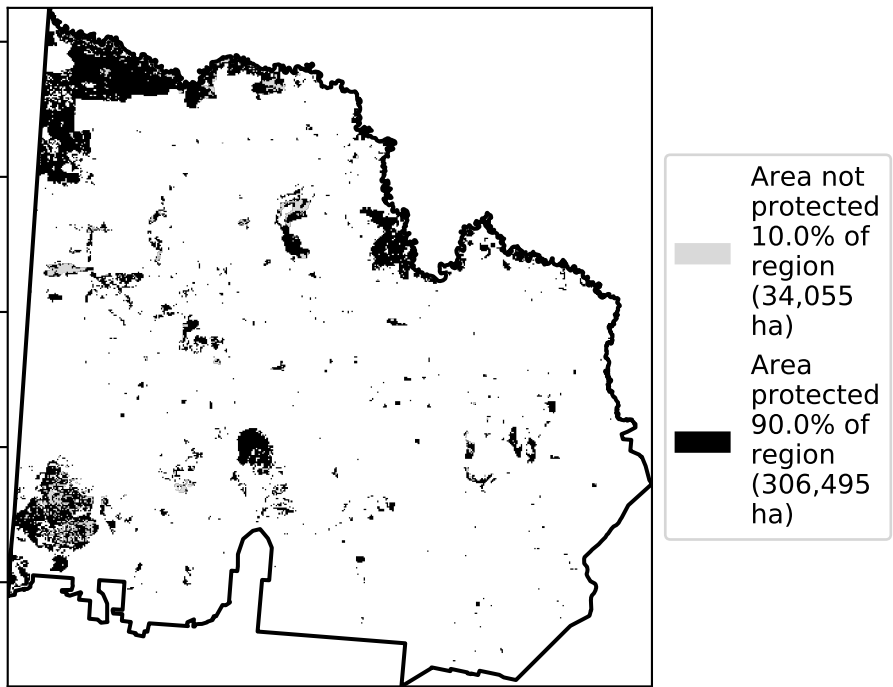 Area not
protected
10.0% of
region
(34,055
ha)
Area
protected
90.0% of
region
(306,495
ha)